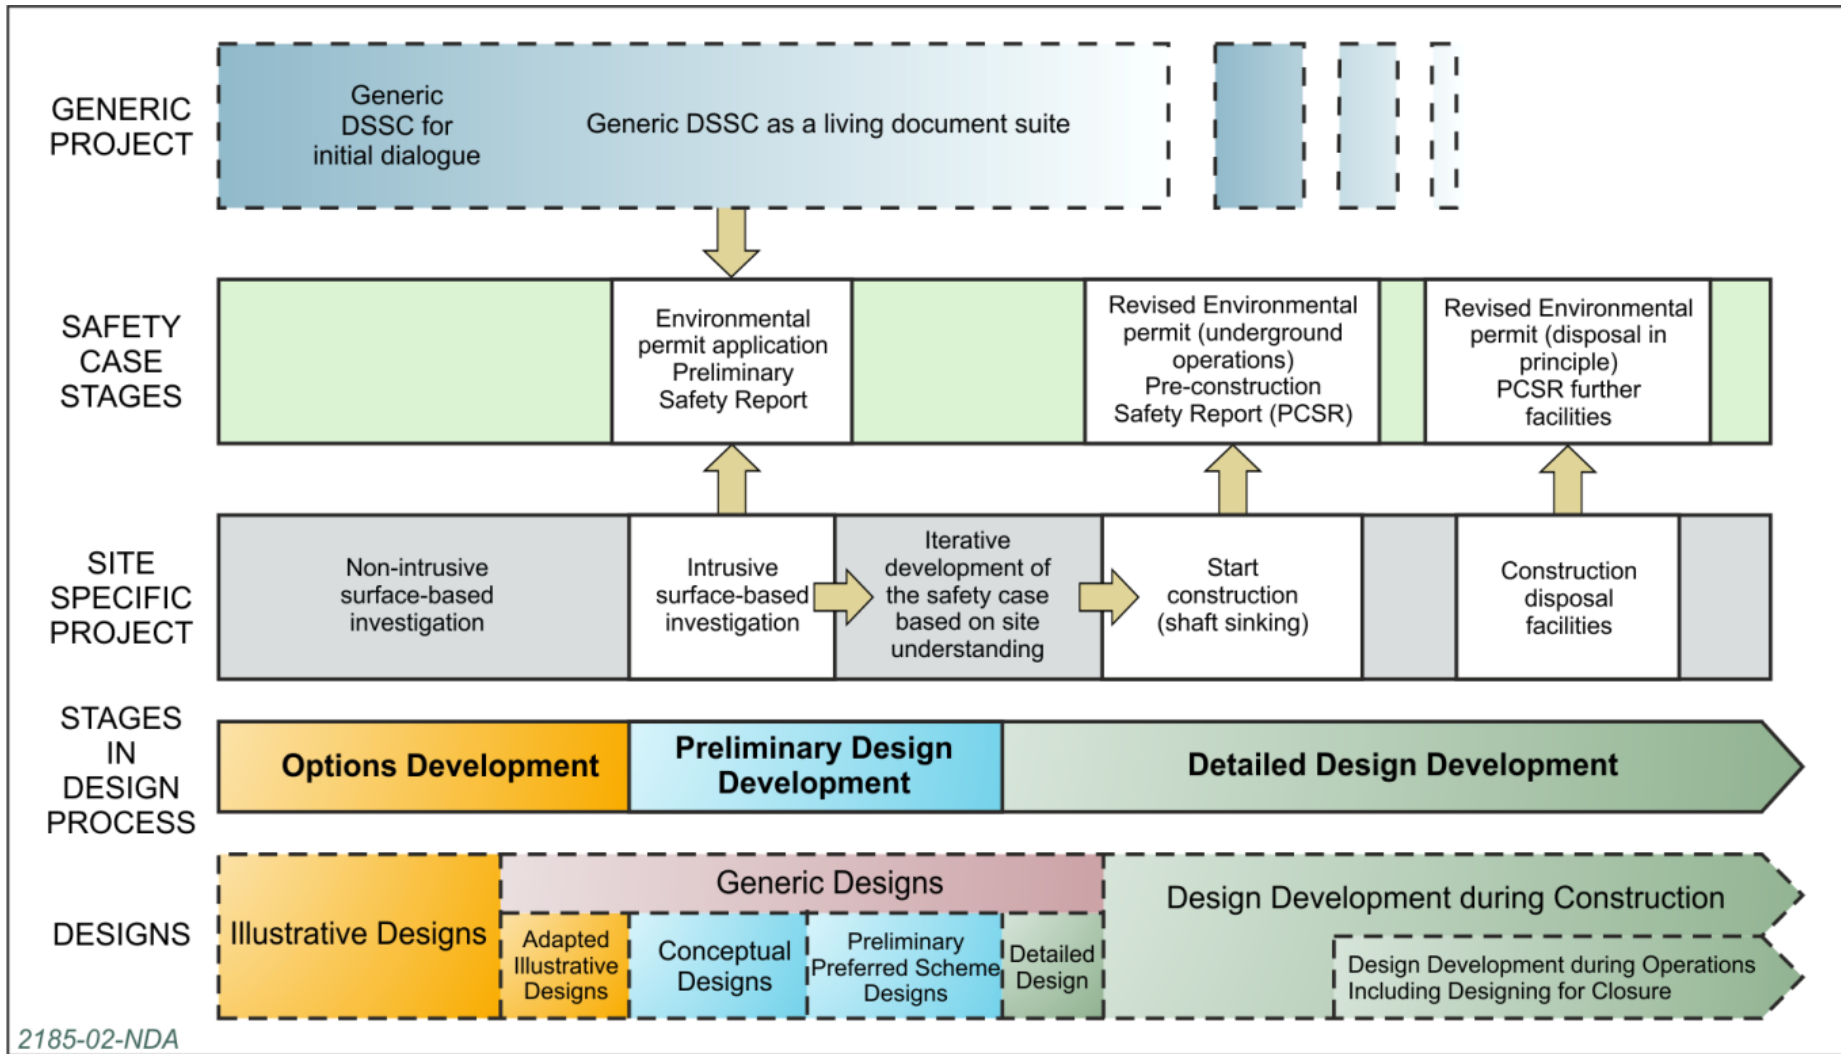 GENERIC
PROJECT
Generic
DSSC for
initial dialogue
Generic DSSC as a living document suite
SAFETY
CASE
STAGES
Environmental
permit application
Preliminary
Safety Report
Revised Environmental
permit (underground
operations)
Pre-construction
Safety Report (PCSR)
Revised Environmental
permit (disposal in
principle)
PCSR further
facilities
SITE
SPECIFIC
PROJECT
Non-intrusive
surface-based
investigation
Intrusive
surface-based
investigation
Iterative
development of
the safety case
based on site
understanding
Start
construction
(shaft sinking)
Construction
disposal
facilities
STAGES
IN
DESIGN
PROCESS
Options Development
Preliminary Design
Development
Detailed Design Development
DESIGNS
Illustrative Designs
Generic Designs
Adapted
Illustrative
Designs
Conceptual
Designs
Preliminary
Preferred Scheme
Designs
Detailed
Design
Design Development during Construction
Design Development during Operations
Including Designing for Closure
2185-02-NDA